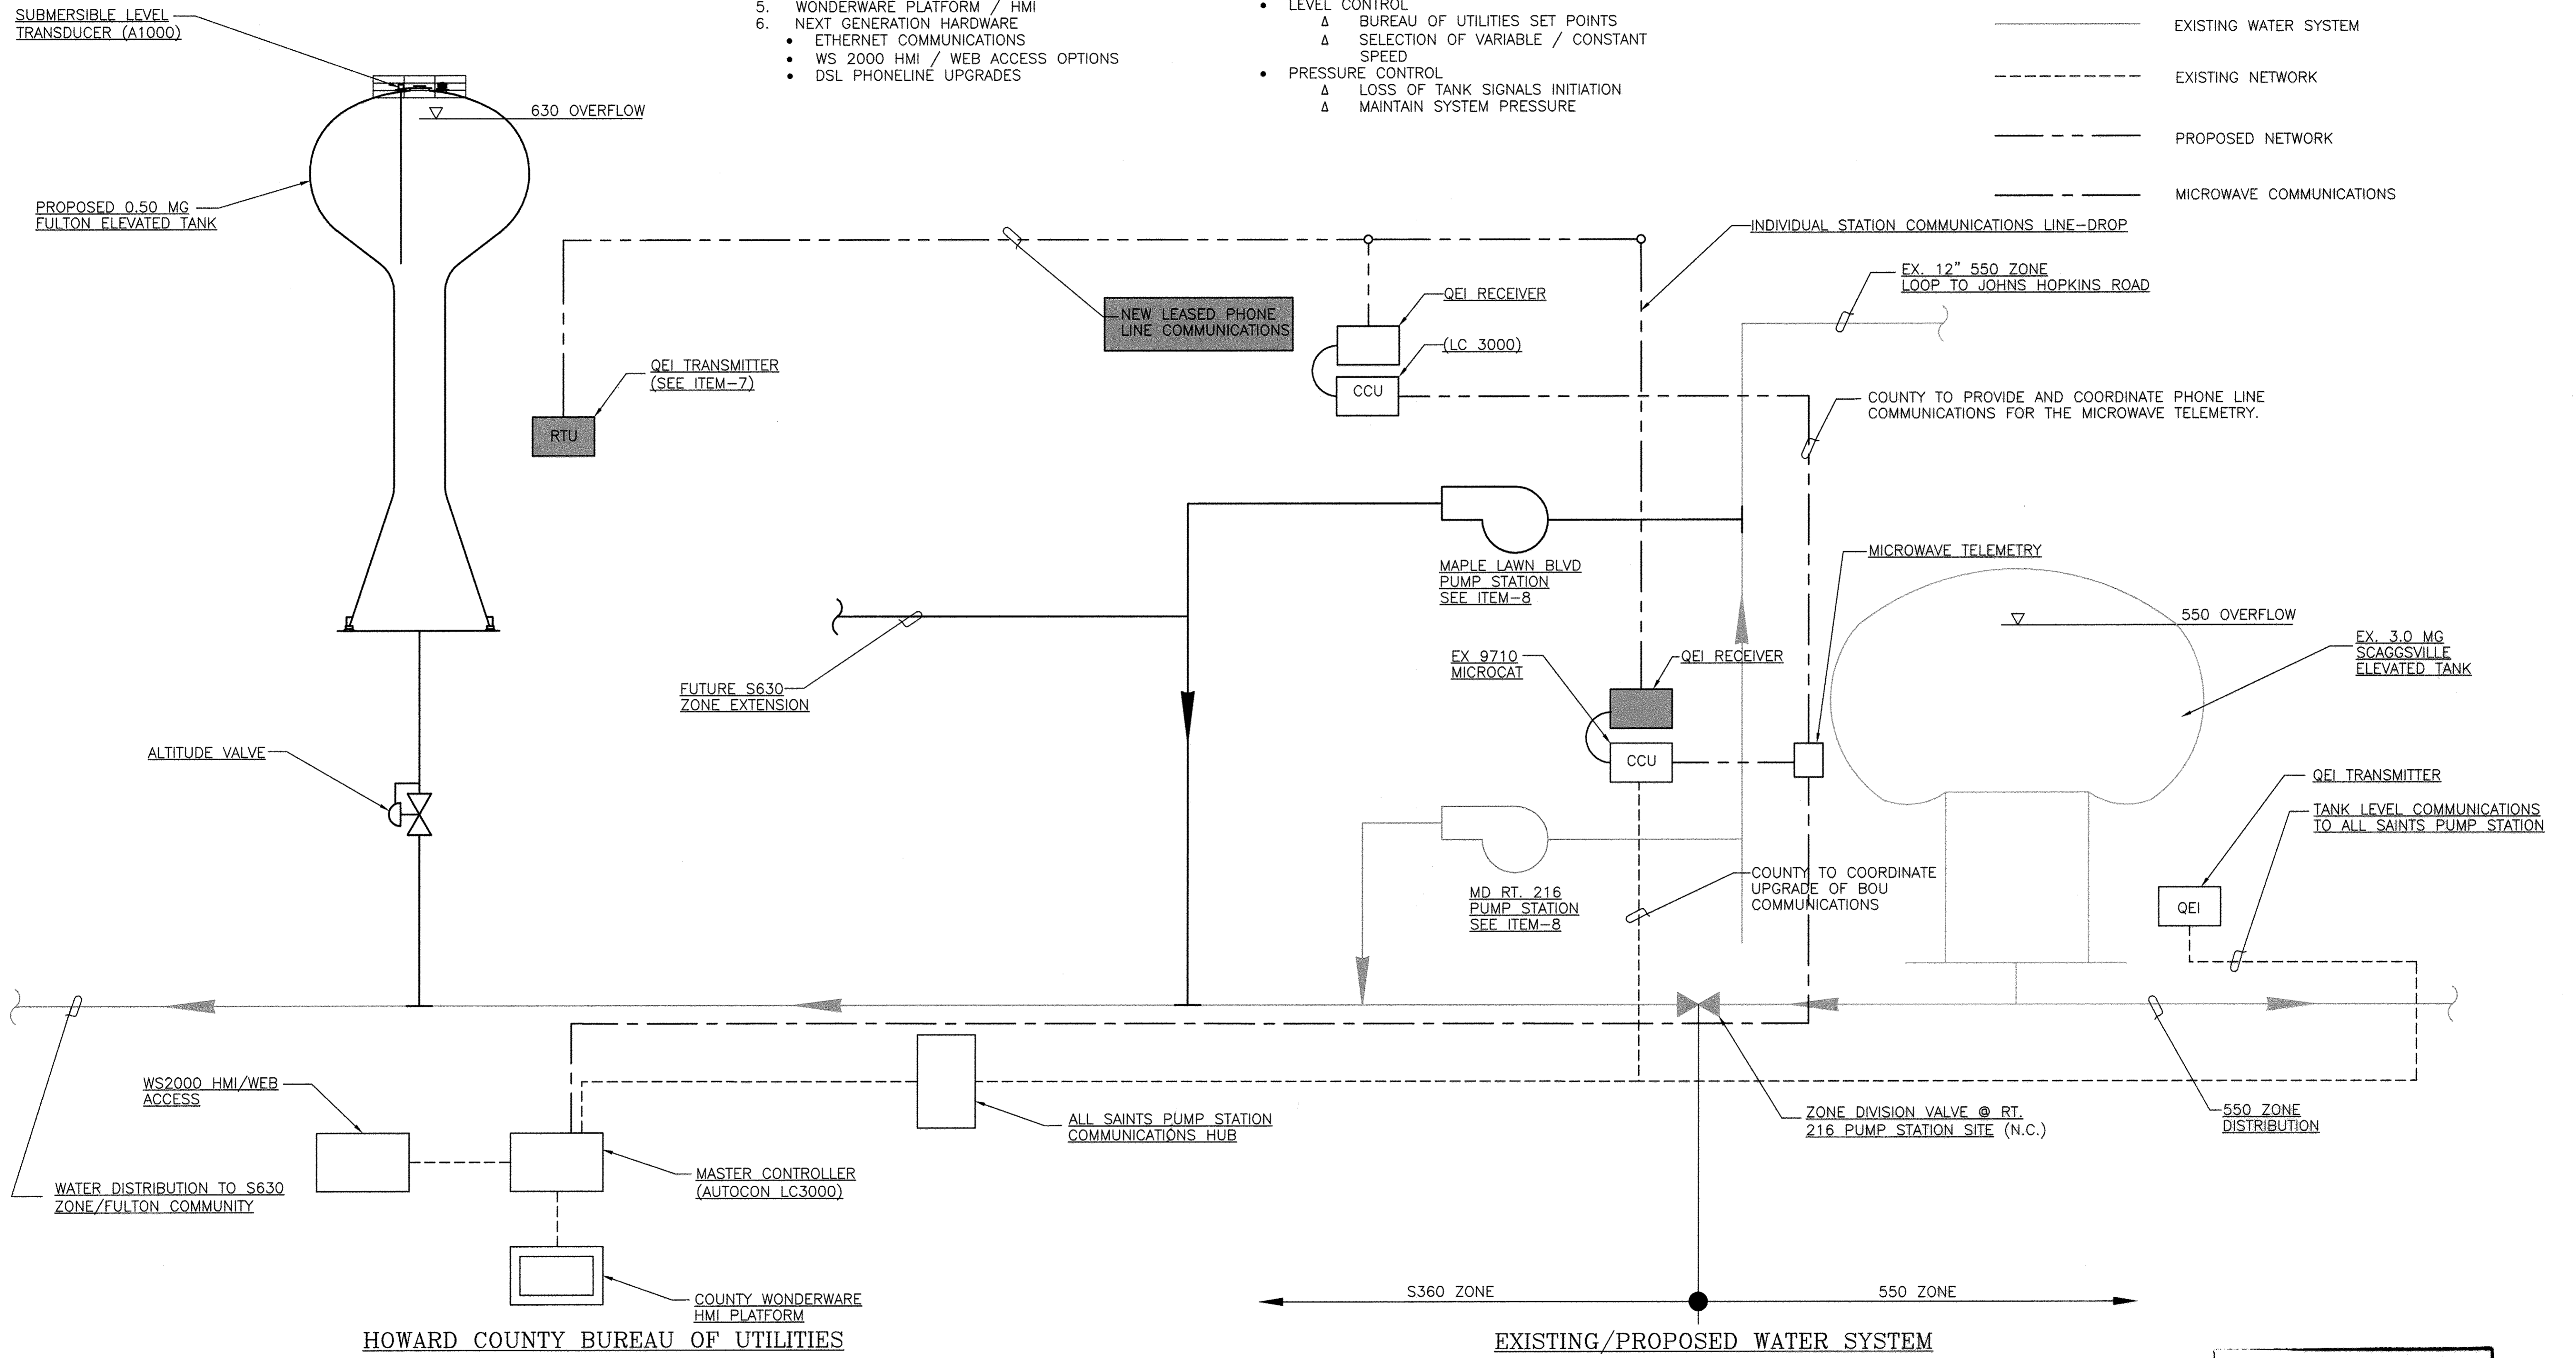 SUBMERSIBLE LEVEL
TRANSDUCER (A1000)
5. WONDERWARE PLATFORM / HMI
6. NEXT GENERATION HARDWARE
• ETHERNET COMMUNICATIONS
• WS 2000 HMI / WEB ACCESS OPTIONS
• DSL PHONELINE UPGRADES
• LEVEL CONTROL
Δ BUREAU OF UTILITIES SET POINTS
Δ SELECTION OF VARIABLE / CONSTANT
SPEED
• PRESSURE CONTROL
Δ LOSS OF TANK SIGNALS INITIATION
Δ MAINTAIN SYSTEM PRESSURE
EXISTING WATER SYSTEM
EXISTING NETWORK
PROPOSED NETWORK
MICROWAVE COMMUNICATIONS
630 OVERFLOW
PROPOSED 0.50 MG
FULTON ELEVATED TANK
INDIVIDUAL STATION COMMUNICATIONS LINE-DROP
EX. 12" 550 ZONE
LOOP TO JOHNS HOPKINS ROAD
QEI RECEIVER
NEW LEASED PHONE
LINE COMMUNICATIONS
(LC 3000)
QEI TRANSMITTER
(SEE ITEM-7)
CCU
COUNTY TO PROVIDE AND COORDINATE PHONE LINE
COMMUNICATIONS FOR THE MICROWAVE TELEMETRY.
RTU
MICROWAVE TELEMETRY
MAPLE LAWN BLVD
PUMP STATION
SEE ITEM-8
550 OVERFLOW
EX. 3.0 MG
SCAGGSVILLE
ELEVATED TANK
EX 9710
MICROCAT
QEI RECEIVER
FUTURE S630
ZONE EXTENSION
ALTITUDE VALVE
CCU
QEI TRANSMITTER
TANK LEVEL COMMUNICATIONS
TO ALL SAINTS PUMP STATION
COUNTY TO COORDINATE
UPGRADE OF BOU
COMMUNICATIONS
MD RT. 216
PUMP STATION
SEE ITEM-8
QEI
WS2000 HMI/WEB
ACCESS
ALL SAINTS PUMP STATION
COMMUNICATIONS HUB
ZONE DIVISION VALVE @ RT.
216 PUMP STATION SITE (N.C.)
550 ZONE
DISTRIBUTION
WATER DISTRIBUTION TO S630
ZONE/FULTON COMMUNITY
MASTER CONTROLLER
(AUTOCON LC3000)
COUNTY WONDERWARE
HMI PLATFORM
S360 ZONE
550 ZONE
HOWARD COUNTY BUREAU OF UTILITIES
EXISTING/PROPOSED WATER SYSTEM